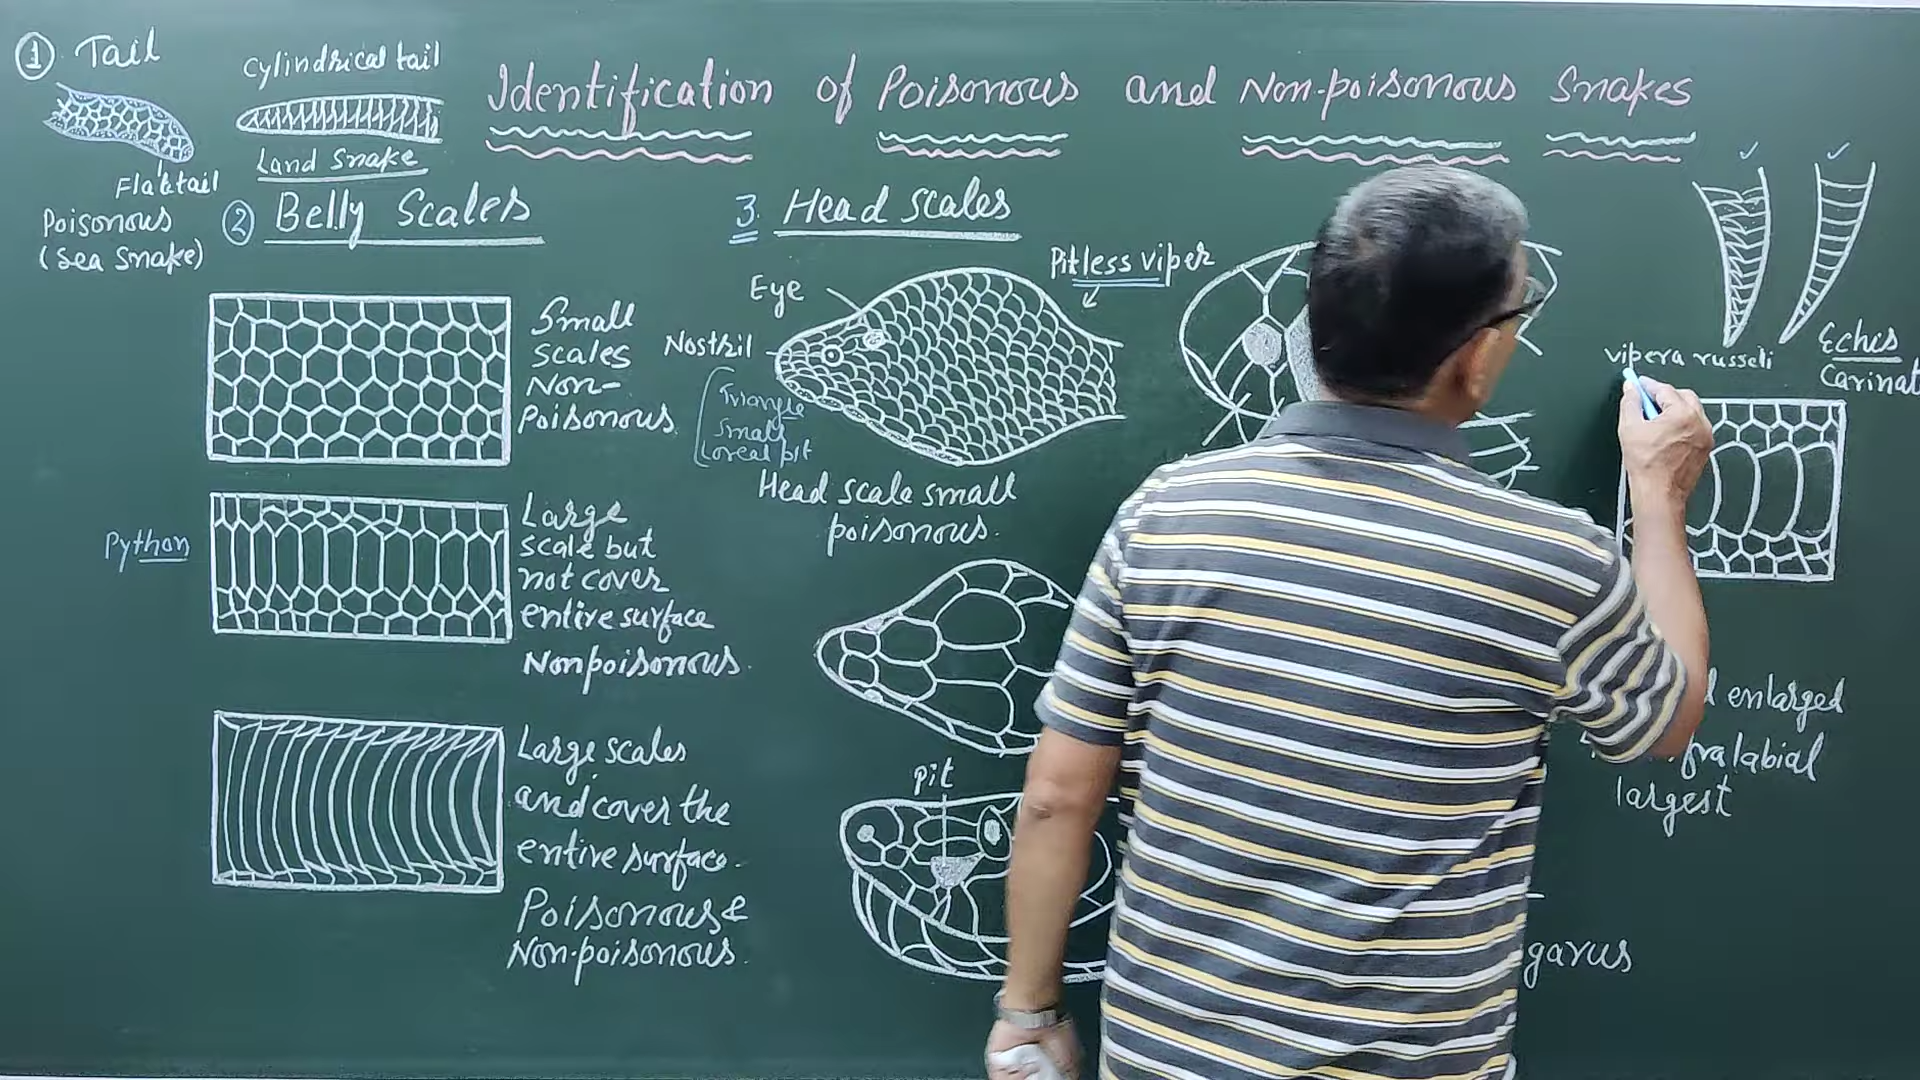 Identification of Poisonous and Non-poisonous Snakes
1 Tail
Cylindrical tail
Land Snake
Flat tail
Poisonous
(Sea Snake)
2 Belly Scales
Small
scales
Non-
Poisonous
Python
Large
scale but
not cover
entire surface
Nonpoisonous.
Large scales
and cover the
entire surface.
Poisonous &
Non-poisonous.
3. Head scales
Pitless viper
Eye
Nostril
Triangle
Small
Loreal pit
Head scale small
poisonous.
pit
vipera russeli
Echis
Carinat
enlarged
labial
largest
garus